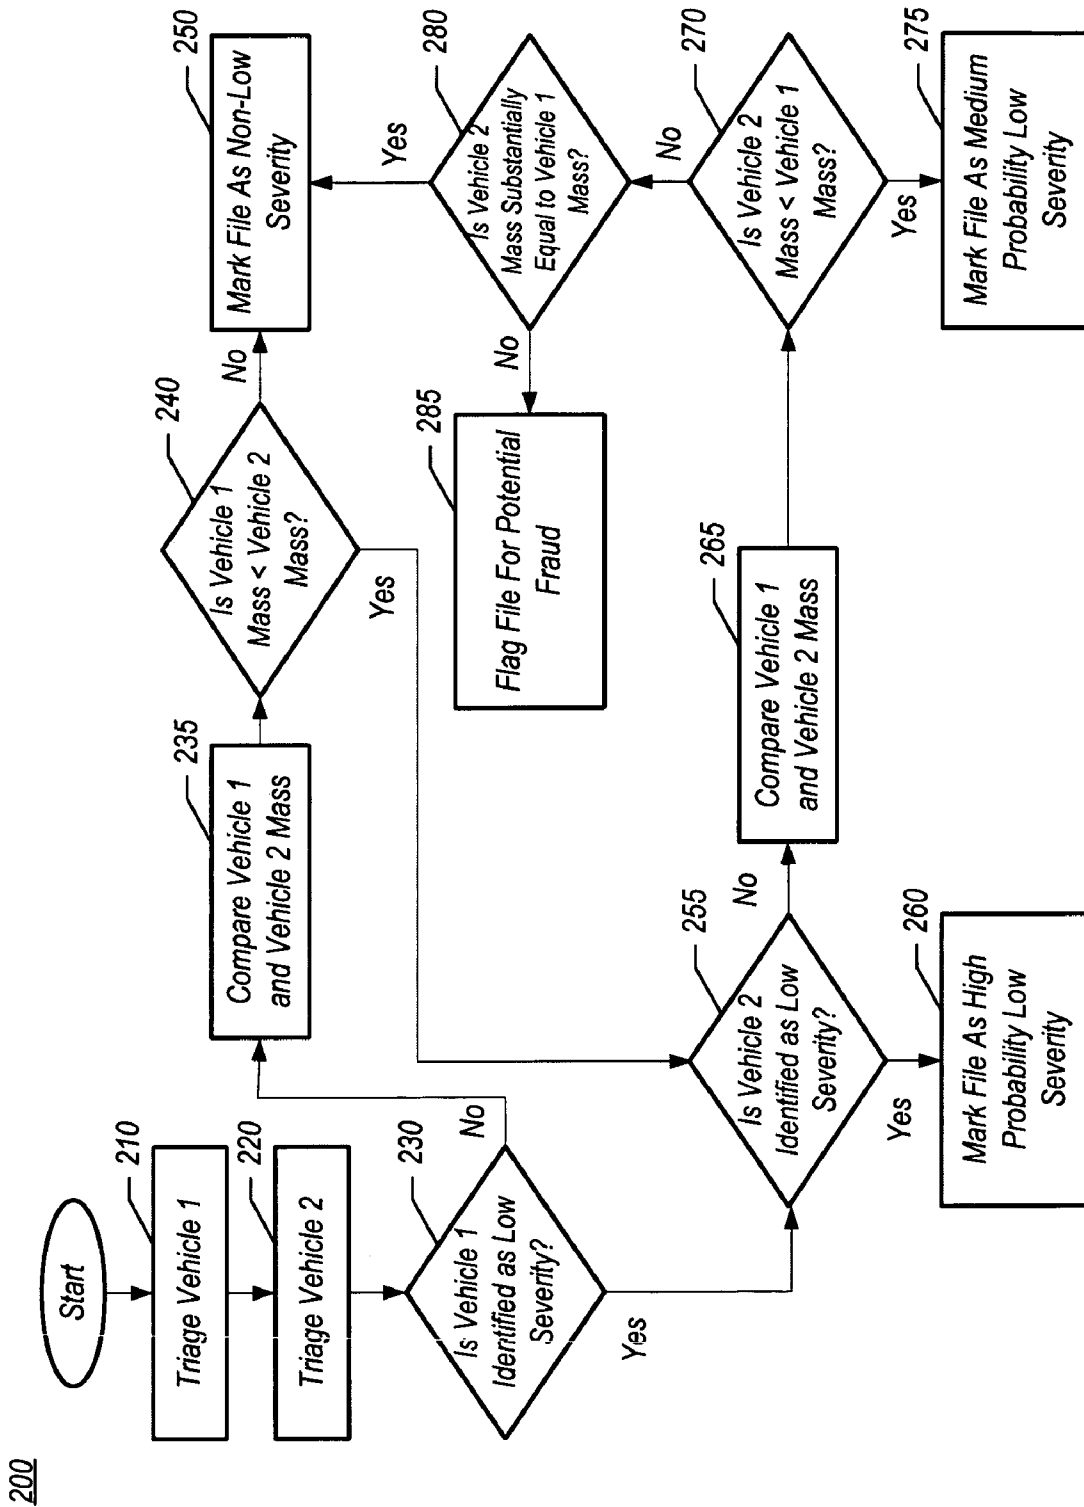 200
Start
210
Triage Vehicle 1
220
Triage Vehicle 2
230
Is Vehicle 1
Identified as Low
Severity?
No
Yes
235
Compare Vehicle 1
and Vehicle 2 Mass
240
Is Vehicle 1
Mass < Vehicle 2
Mass?
No
Yes
250
Mark File As Non-Low
Severity
255
Is Vehicle 2
Identified as Low
Severity?
No
Yes
260
Mark File As High
Probability Low
Severity
265
Compare Vehicle 1
and Vehicle 2 Mass
270
Is Vehicle 2
Mass < Vehicle 1
Mass?
No
Yes
275
Mark File As Medium
Probability Low
Severity
280
Is Vehicle 2
Mass Substantially
Equal to Vehicle 1
Mass?
Yes
No
285
Flag File For Potential
Fraud